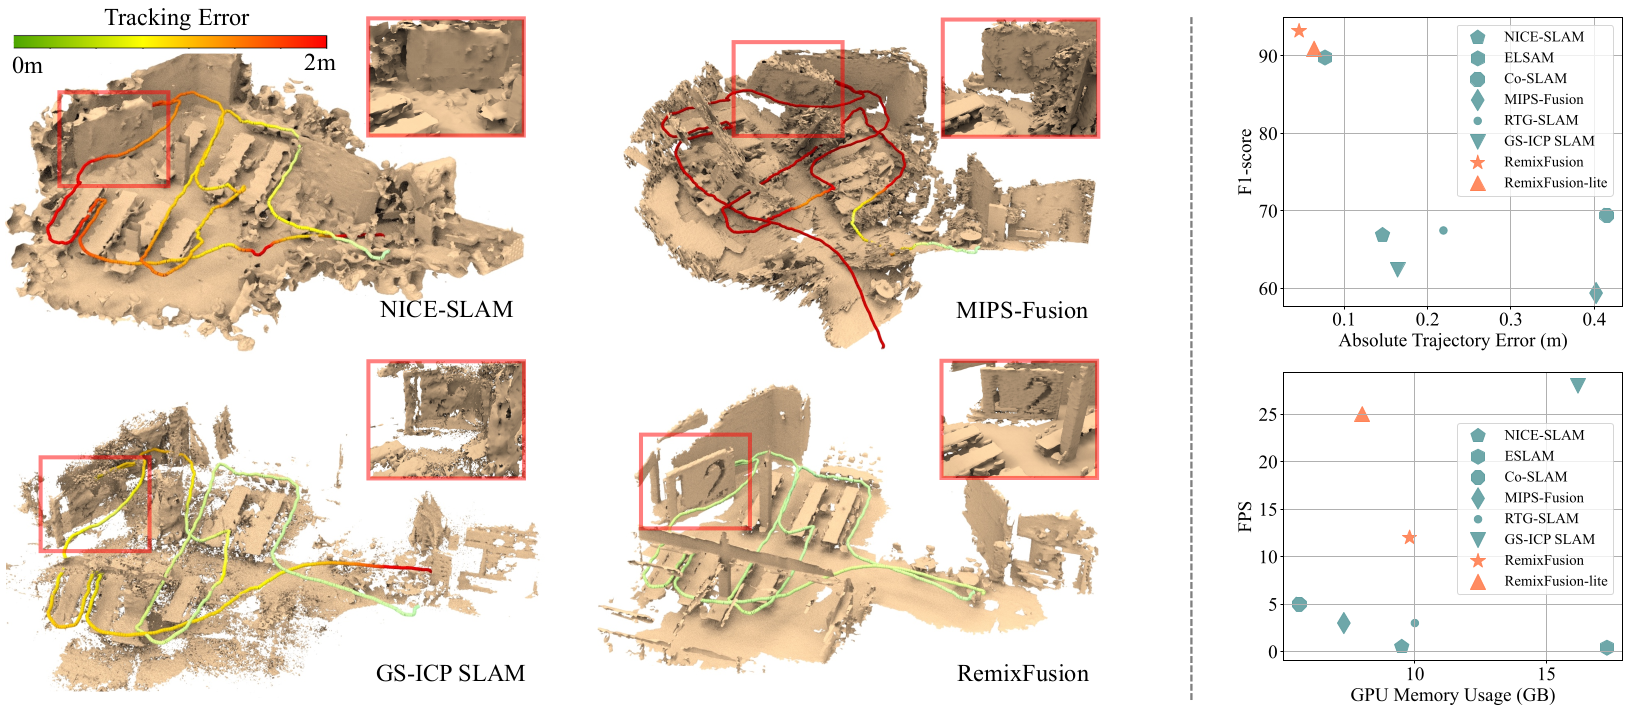 Tracking Error
0m
2m
NICE-SLAM
MIPS-Fusion
GS-ICP SLAM
RemixFusion
F1-score
90
80
70
60
NICE-SLAM
ELSAM
Co-SLAM
MIPS-Fusion
RTG-SLAM
GS-ICP SLAM
RemixFusion
RemixFusion-lite
0.1 0.2 0.3 0.4
Absolute Trajectory Error (m)
FPS
25
20
15
10
5
0
NICE-SLAM
ESLAM
Co-SLAM
MIPS-Fusion
RTG-SLAM
GS-ICP SLAM
RemixFusion
RemixFusion-lite
10 15
GPU Memory Usage (GB)